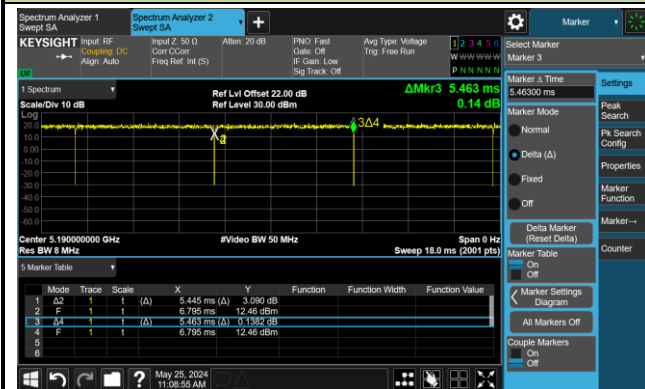 Spectrum Analyzer 1
Swept SA
Spectrum Analyzer 2
Swept SA
+
Marker
KEYSIGHT
Input: RF
Coupling: DC
Align: Auto
Input Z: 50 Ω
Corr CCorr
Freq Ref: Int (S)
Atten: 20 dB
PNO: Fast
Gate: Off
IF Gain: Low
Sig Track: Off
Avg Type: Voltage
Trig: Free Run
1 2 3 4 5 6
W W W W W W
P N N N N N
Select Marker
Marker 3
1 Spectrum
Scale/Div 10 dB
Log
Ref Lvl Offset 22.00 dB
Ref Level 30.00 dBm
ΔMkr3 5.463 ms
0.14 dB
20.0
10.0
0.00
-10.0
-20.0
-30.0
-40.0
-50.0
-60.0
3Δ4
Center 5.190000000 GHz
Res BW 8 MHz
#Video BW 50 MHz
Span 0 Hz
Sweep 18.0 ms (2001 pts)
Marker Δ Time
5.46300 ms
Marker Mode
Normal
Delta (Δ)
Fixed
Off
Delta Marker
(Reset Delta)
Marker Table
On
Off
Marker Settings
Diagram
All Markers Off
Couple Markers
On
Off
Settings
Peak
Search
Pk Search
Config
Properties
Marker
Function
Marker→
Counter
5 Marker Table
Mode Trace Scale X Y Function Function Width Function Value
1 Δ2 1 t (Δ) 5.445 ms (Δ) 3.090 dB
2 F 1 t 6.795 ms 12.46 dBm
3 Δ4 1 t (Δ) 5.463 ms (Δ) 0.1382 dB
4 F 1 t 6.795 ms 12.46 dBm
5
6
?
May 25, 2024
11:08:55 AM